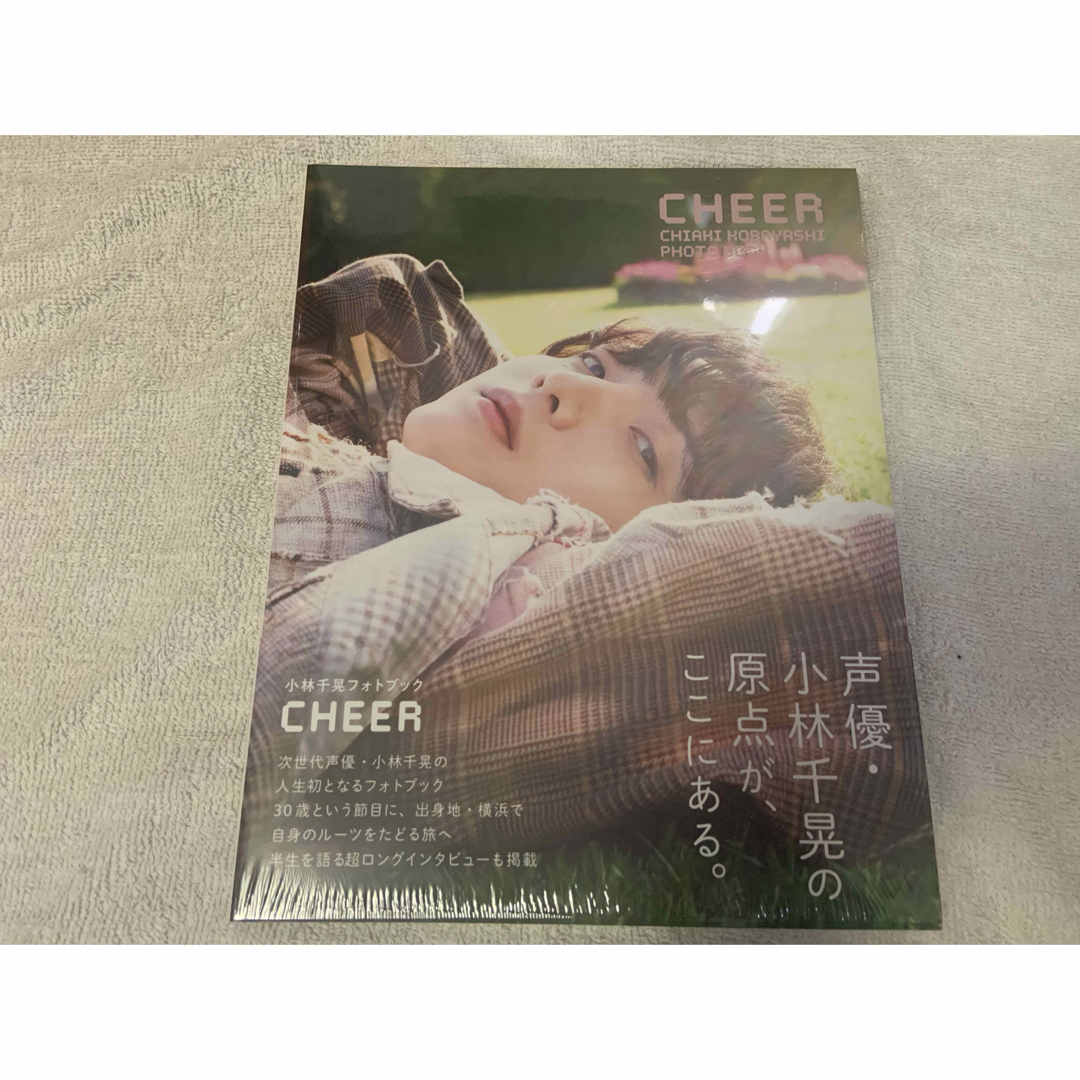 CHEER
CHIAKI KOBAYASHI
PHOTO BOOK
声優・
小林千晃の
原点が、
ここにある。
小林千晃フォトブック
CHEER
次世代声優・小林千晃の
人生初となるフォトブック
30歳という節目に、出身地・横浜で
自身のルーツをたどる旅へ
半生を語る超ロングインタビューも掲載